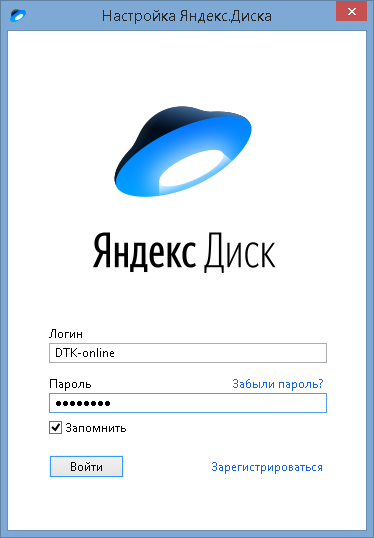 Настройка Яндекс.Диска
Яндекс Диск
Логин
DTK-online
Пароль
Забыли пароль?
Запомнить
Войти
Зарегистрироваться